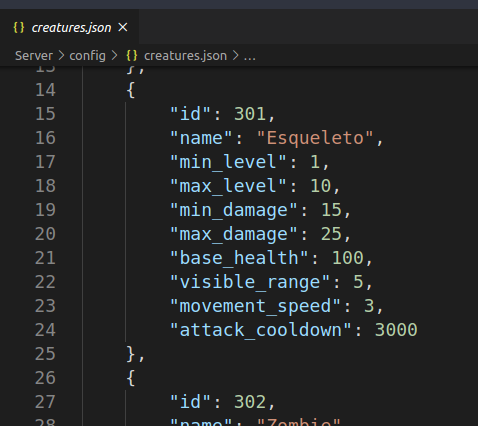 {} creatures.json ×
Server > config > {} creatures.json > ...
13 },
14 {
15 "id": 301,
16 "name": "Esqueleto",
17 "min_level": 1,
18 "max_level": 10,
19 "min_damage": 15,
20 "max_damage": 25,
21 "base_health": 100,
22 "visible_range": 5,
23 "movement_speed": 3,
24 "attack_cooldown": 3000
25 },
26 {
27 "id": 302,
28 "name": "Zombie"